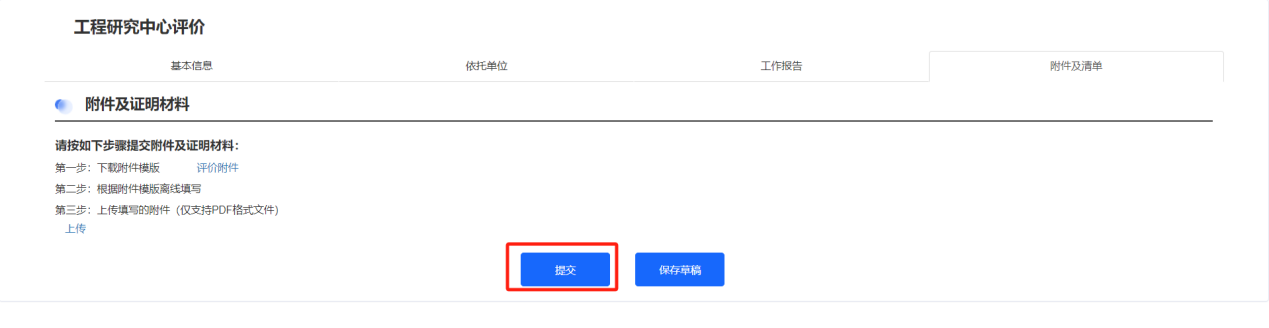 工程研究中心评价
基本信息 依托单位 工作报告 附件及清单
附件及证明材料
请按如下步骤提交附件及证明材料：
第一步：下载附件模版 评价附件
第二步：根据附件模版离线填写
第三步：上传填写的附件（仅支持PDF格式文件）
上传
提交 保存草稿